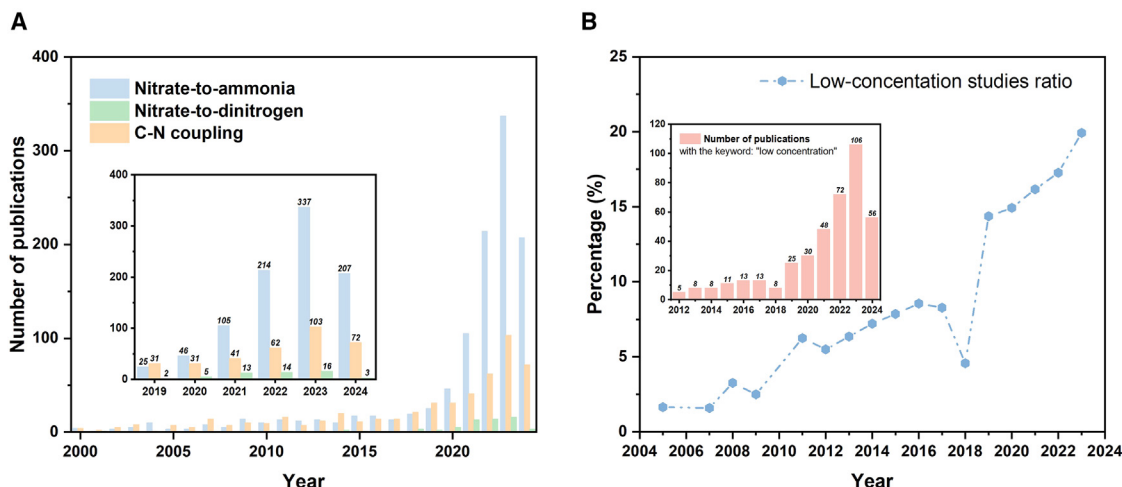 A
400
300
200
100
0
Number of publications
Nitrate-to-ammonia
Nitrate-to-dinitrogen
C-N coupling
400
300
200
100
0
25 31 2
46 31 5
105 41 13
214 62 14
337 103 16
207 72 3
2019 2020 2021 2022 2023 2024
2000 2005 2010 2015 2020
Year
B
25
20
15
10
5
0
Percentage (%)
Low-concentation studies ratio
120
100
80
60
40
20
0
Number of publications
with the keyword: "low concentration"
5 8 8 11 13 13 8 25 30 48 72 106 56
2012 2014 2016 2018 2020 2022 2024
2004 2006 2008 2010 2012 2014 2016 2018 2020 2022 2024
Year